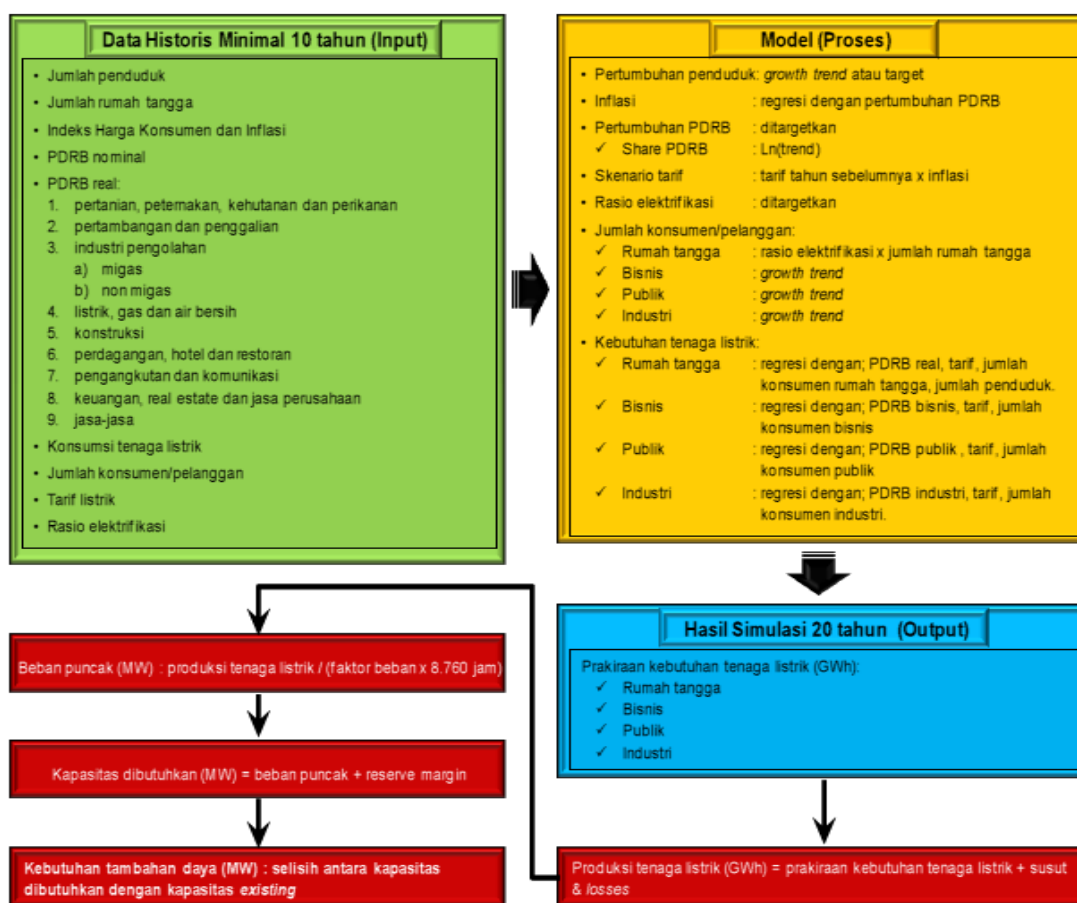 Data Historis Minimal 10 tahun (Input)
• Jumlah penduduk
• Jumlah rumah tangga
• Indeks Harga Konsumen dan Inflasi
• PDRB nominal
• PDRB real:
1. pertanian, peternakan, kehutanan dan perikanan
2. pertambangan dan penggalian
3. industri pengolahan
a) migas
b) non migas
4. listrik, gas dan air bersih
5. konstruksi
6. perdagangan, hotel dan restoran
7. pengangkutan dan komunikasi
8. keuangan, real estate dan jasa perusahaan
9. jasa-jasa
• Konsumsi tenaga listrik
• Jumlah konsumen/pelanggan
• Tarif listrik
• Rasio elektrifikasi
Model (Proses)
• Pertumbuhan penduduk: growth trend atau target
• Inflasi : regresi dengan pertumbuhan PDRB
• Pertumbuhan PDRB : ditargetkan
✓ Share PDRB : Ln(trend)
• Skenario tarif : tarif tahun sebelumnya x inflasi
• Rasio elektrifikasi : ditargetkan
• Jumlah konsumen/pelanggan:
✓ Rumah tangga : rasio elektrifikasi x jumlah rumah tangga
✓ Bisnis : growth trend
✓ Publik : growth trend
✓ Industri : growth trend
• Kebutuhan tenaga listrik:
✓ Rumah tangga : regresi dengan; PDRB real, tarif, jumlah
konsumen rumah tangga, jumlah penduduk.
✓ Bisnis : regresi dengan; PDRB bisnis, tarif, jumlah
konsumen bisnis
✓ Publik : regresi dengan; PDRB publik , tarif, jumlah
konsumen publik
✓ Industri : regresi dengan; PDRB industri, tarif, jumlah
konsumen industri.
Hasil Simulasi 20 tahun (Output)
Prakiraan kebutuhan tenaga listrik (GWh):
✓ Rumah tangga
✓ Bisnis
✓ Publik
✓ Industri
Produksi tenaga listrik (GWh) = prakiraan kebutuhan tenaga listrik + susut
& losses
Beban puncak (MW) : produksi tenaga listrik / (faktor beban x 8.760 jam)
Kapasitas dibutuhkan (MW) = beban puncak + reserve margin
Kebutuhan tambahan daya (MW) : selisih antara kapasitas
dibutuhkan dengan kapasitas existing